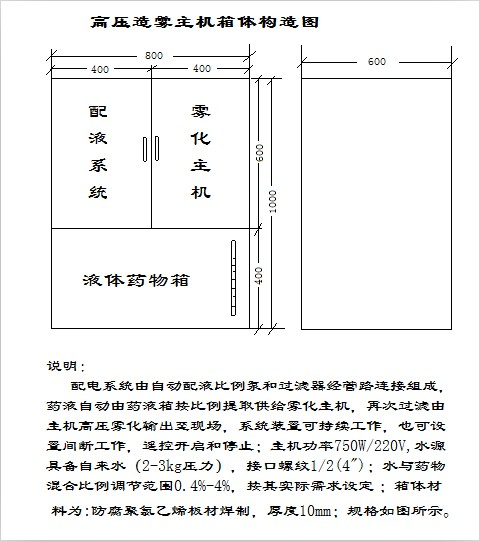 高压造雾主机箱体构造图
800
600
400
400
配液系统
雾化主机
600
1000
液体药物箱
400
说明：
配电系统由自动配液比例泵和过滤器经营路连接组成，
药液自动由药液箱按比例提取供给雾化主机，再次过滤由
主机高压雾化输出至现场，系统装置可持续工作，也可设
置间断工作，遥控开启和停止；主机功率750W/220V,水源
具备自来水（2-3kg压力），接口螺纹1/2(4")；水与药物
混合比例调节范围0.4%-4%，按其实际需求设定；箱体材
料为:防腐聚氯乙烯板材焊制，厚度10mm；规格如图所示。